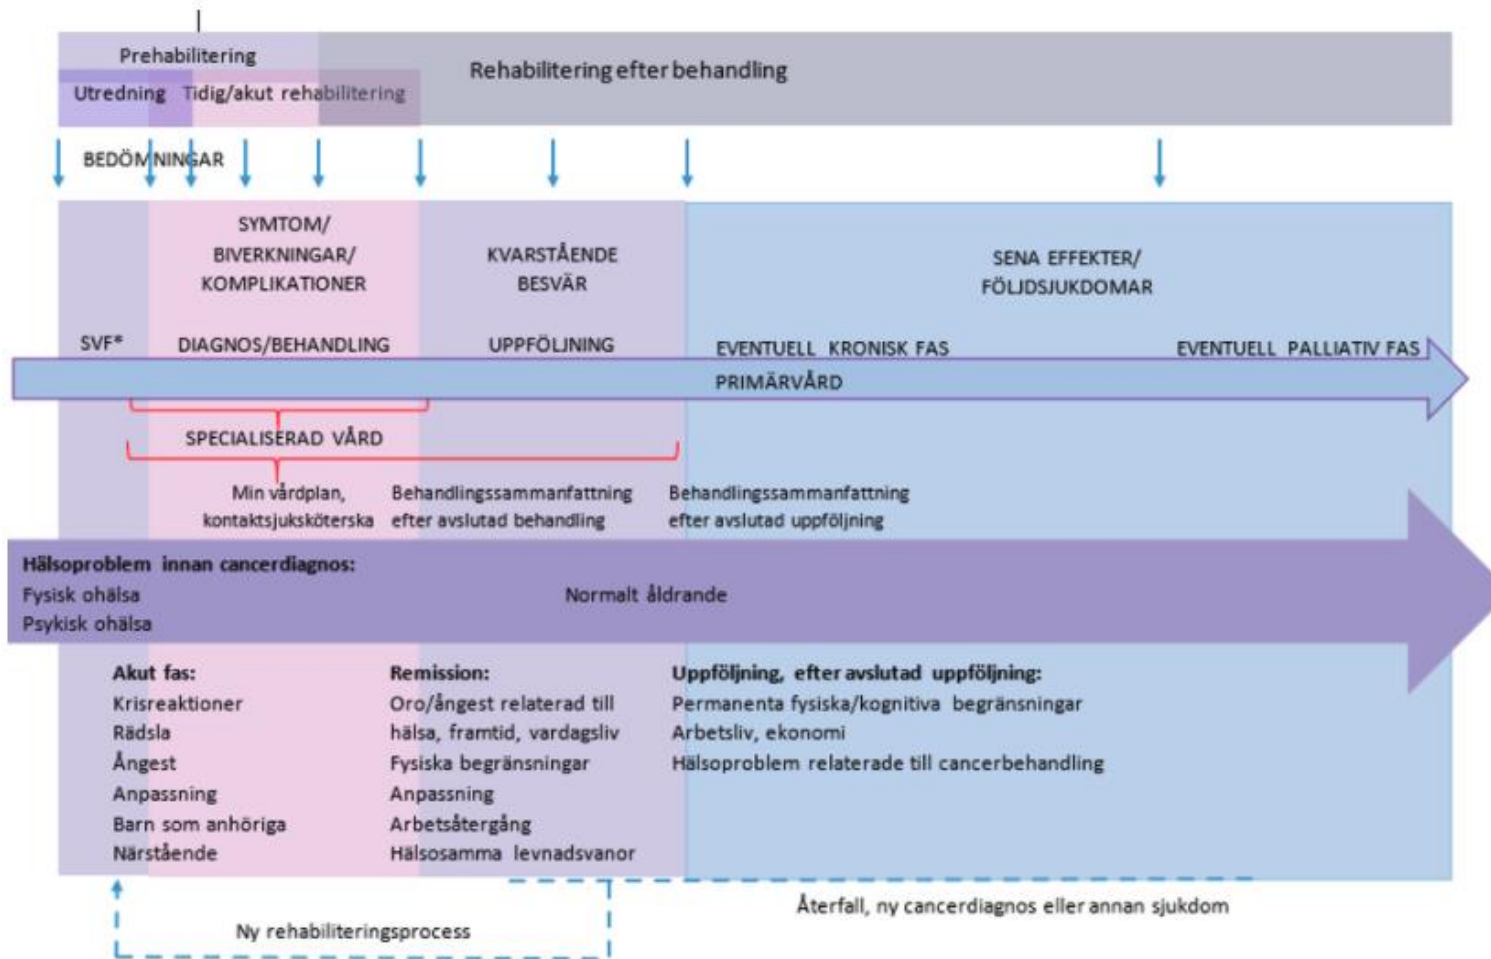 Prehabilitering
Rehabilitering efter behandling
Utredning
Tidig/akut rehabilitering
BEDÖMNINGAR
SYMTOM/
BIVERKNINGAR/
KOMPLIKATIONER
KVARSTÅENDE
BESVÄR
SENA EFFEKTER/
FÖLJDSJUKDOMAR
SVF*
DIAGNOS/BEHANDLING
UPPFÖLJNING
EVENTUELL KRONISK FAS
EVENTUELL PALLIATIV FAS
PRIMÄRVÅRD
SPECIALISERAD VÅRD
Min vårdplan,
kontaktsjuksköterska
Behandlingssammanfattning
efter avslutad behandling
Behandlingssammanfattning
efter avslutad uppföljning
Hälsoproblem innan cancerdiagnos:
Fysisk ohälsa
Psykisk ohälsa
Normalt åldrande
Akut fas:
Krisreaktioner
Rädsla
Ångest
Anpassning
Barn som anhöriga
Närstående
Remission:
Oro/ångest relaterad till
hälsa, framtid, vardagsliv
Fysiska begränsningar
Anpassning
Arbetsåtergång
Hälsosamma levnadsvanor
Uppföljning, efter avslutad uppföljning:
Permanenta fysiska/kognitiva begränsningar
Arbetsliv, ekonomi
Hälsoproblem relaterade till cancerbehandling
Återfall, ny cancerdiagnos eller annan sjukdom
Ny rehabiliteringsprocess